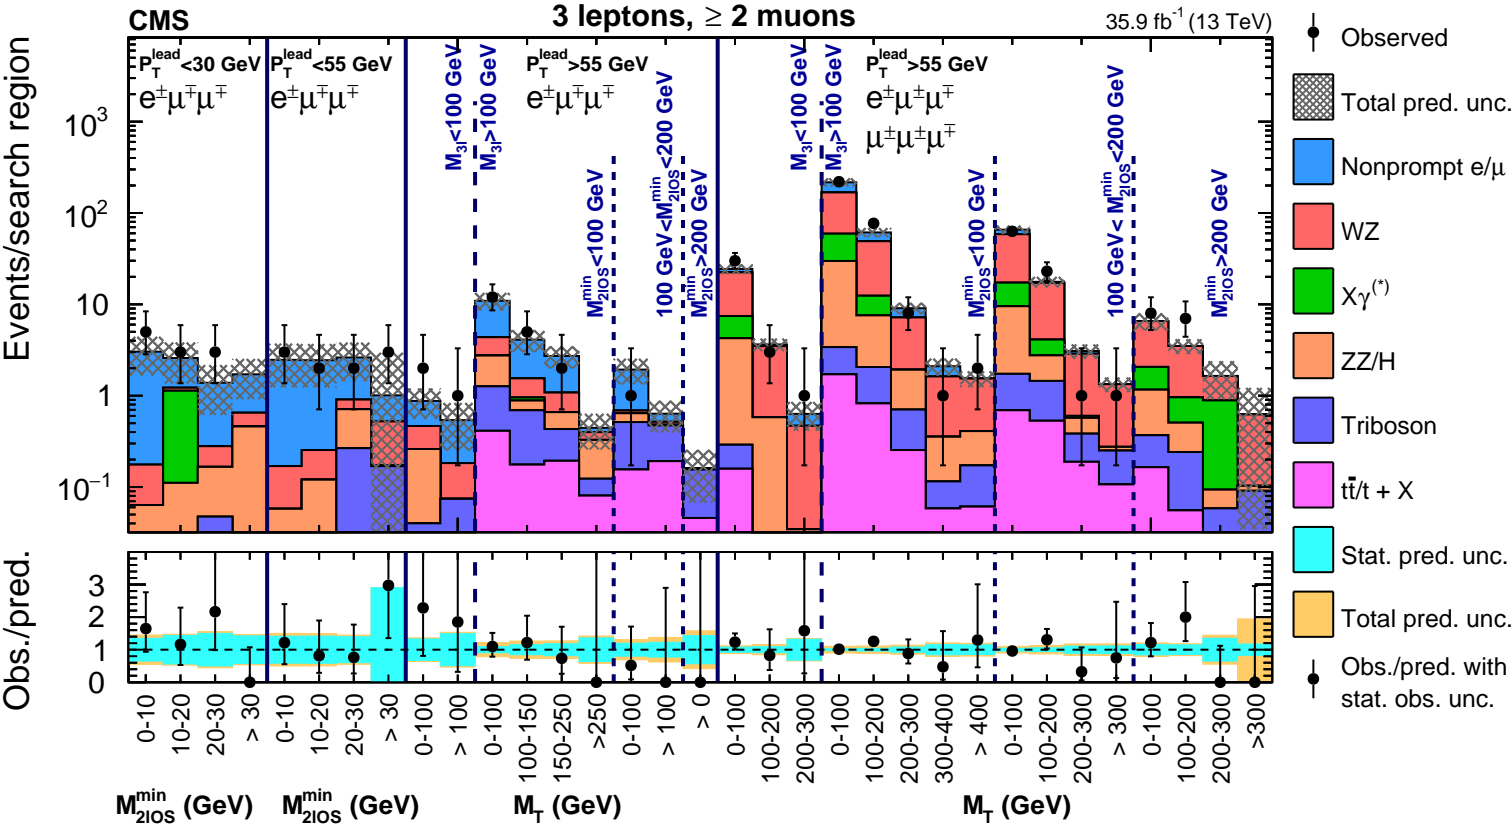 CMS
3 leptons, ≥ 2 muons
35.9 fb⁻¹ (13 TeV)
Events/search region
10³
10²
10
1
10⁻¹
P_T^lead<30 GeV
e±μ∓μ∓
P_T^lead<55 GeV
e±μ∓μ∓
M_3l<100 GeV
M_3l>100 GeV
P_T^lead>55 GeV
e±μ∓μ∓
M_2lOS^min<100 GeV
100 GeV<M_2lOS^min<200 GeV
M_2lOS^min>200 GeV
M_3l<100 GeV
M_3l>100 GeV
P_T^lead>55 GeV
e±μ±μ∓
μ±μ±μ∓
M_2lOS^min<100 GeV
100 GeV< M_2lOS^min<200 GeV
M_2lOS^min>200 GeV
Observed
Total pred. unc.
Nonprompt e/μ
WZ
Xγ^(*)
ZZ/H
Triboson
tt̄/t + X
Stat. pred. unc.
Total pred. unc.
Obs./pred. with
stat. obs. unc.
Obs./pred.
3
2
1
0
0-10
10-20
20-30
> 30
0-10
10-20
20-30
> 30
0-100
> 100
0-100
100-150
150-250
>250
0-100
> 100
> 0
0-100
100-200
200-300
0-100
100-200
200-300
300-400
> 400
0-100
100-200
200-300
> 300
0-100
100-200
200-300
>300
M_2lOS^min (GeV)
M_2lOS^min (GeV)
M_T (GeV)
M_T (GeV)